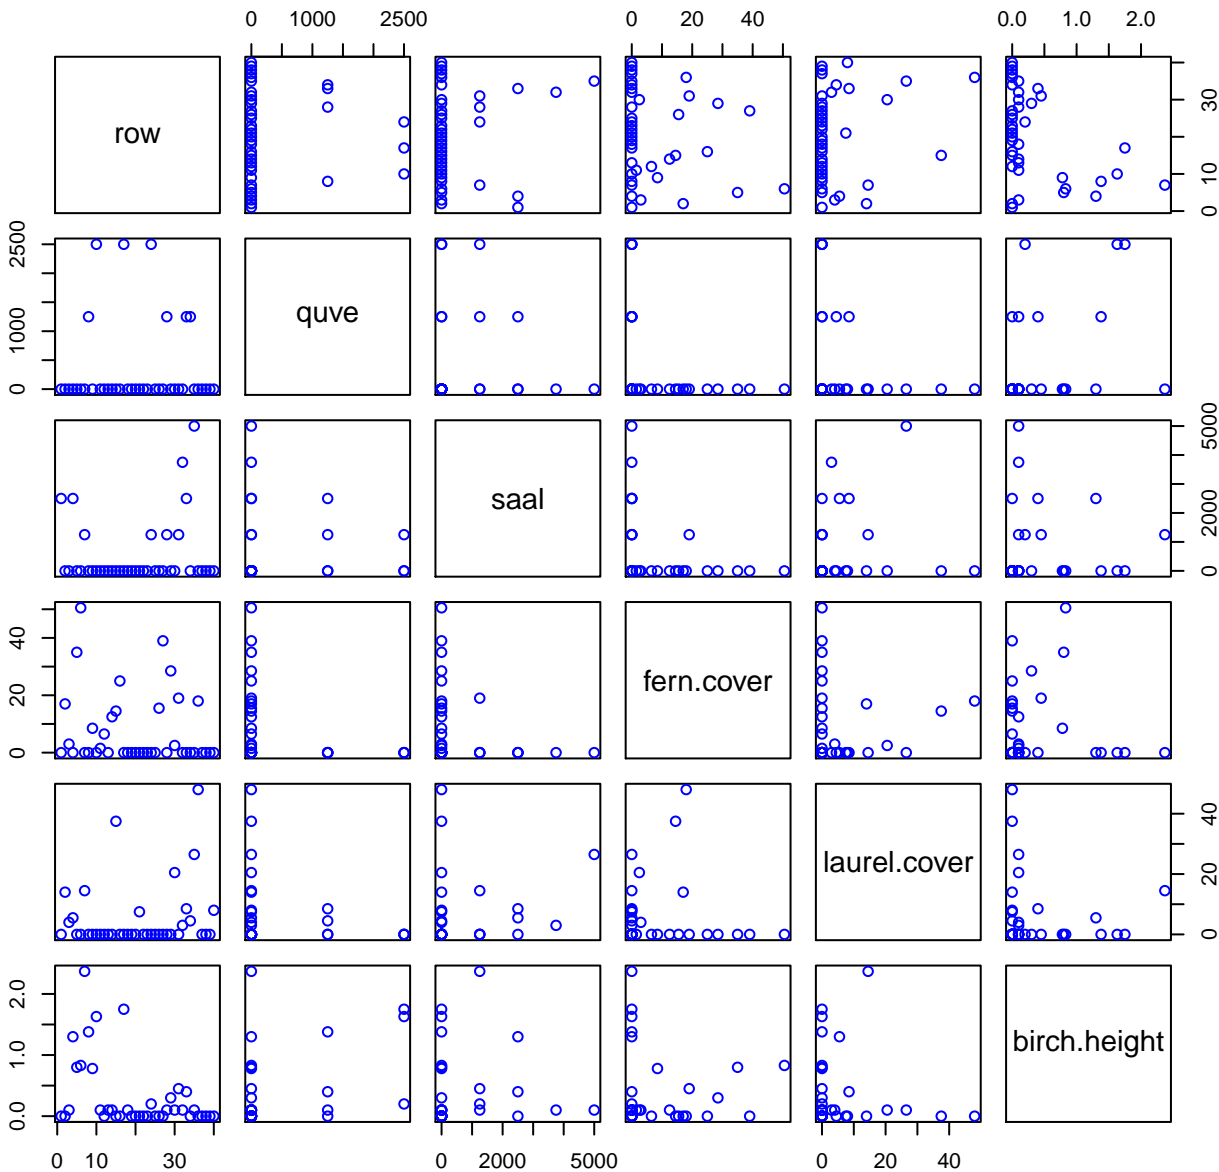 0 1000 2500 0 20 40 0.0 1.0 2.0
row 10 30 0
0 1000 2500 quve
saal 0 2000 5000
0 20 40 fern.cover
laurel.cover 0 20 40
0.0 1.0 2.0 birch.height
0 10 30 0 2000 5000 0 20 40